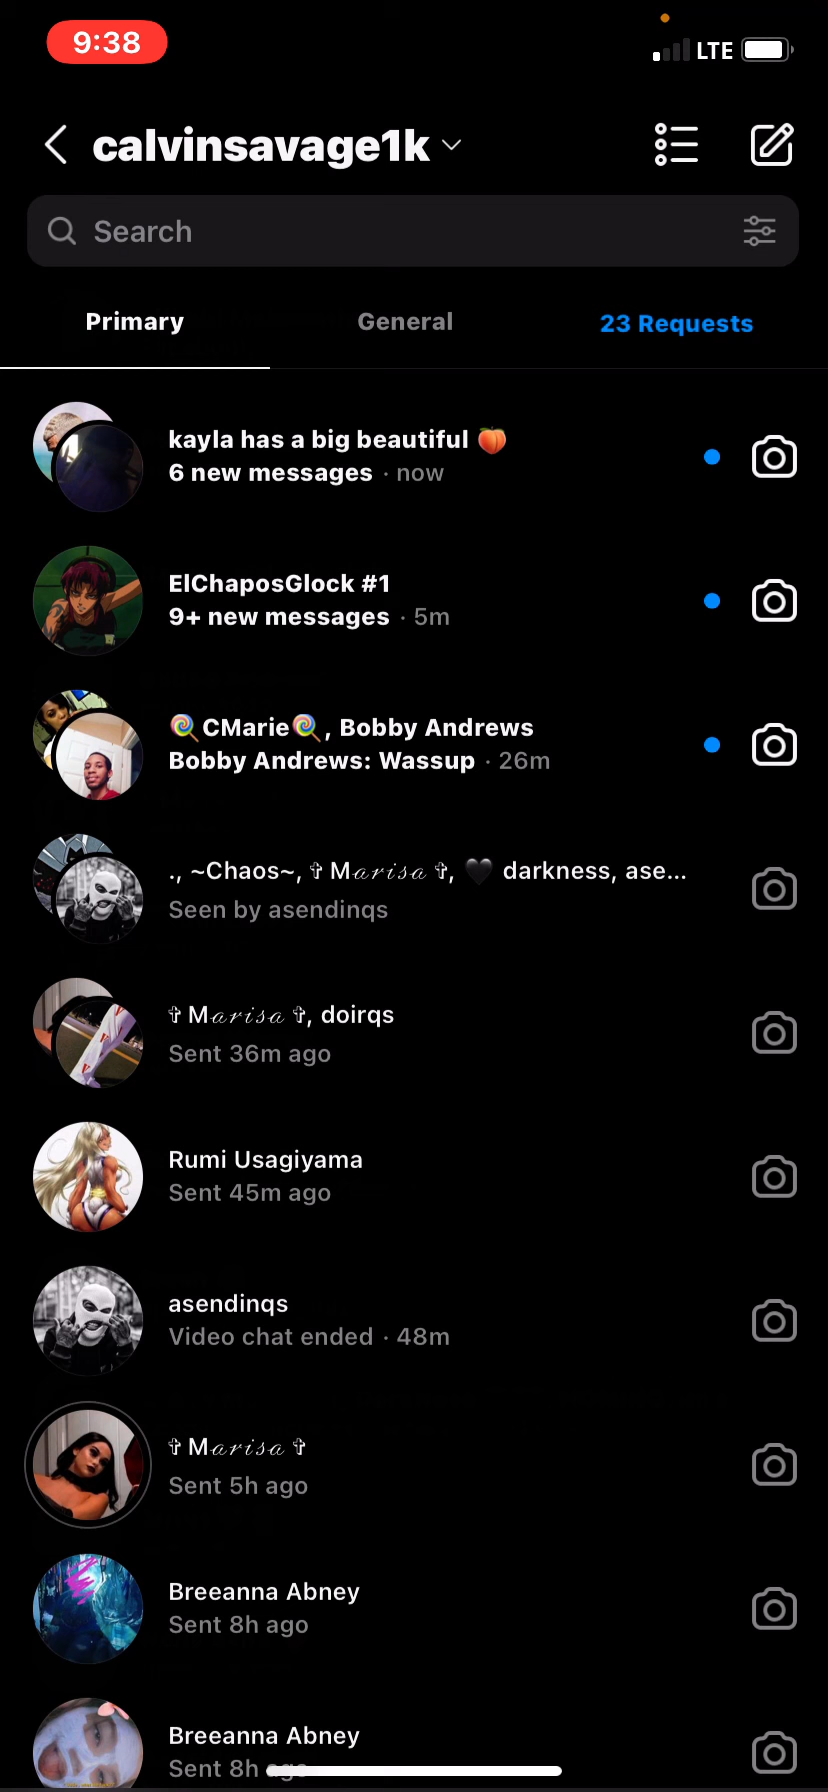 9:38
LTE
calvinsavage1k
Search
Primary
General
23 Requests
kayla has a big beautiful 🍑
6 new messages · now
ElChaposGlock #1
9+ new messages · 5m
🍭CMarie🍭, Bobby Andrews
Bobby Andrews: Wassup · 26m
., ~Chaos~, ✞ M𝒶𝓇𝒾𝓈𝒶 ✞, 🖤 darkness, ase...
Seen by asendinqs
✞ M𝒶𝓇𝒾𝓈𝒶 ✞, doirqs
Sent 36m ago
Rumi Usagiyama
Sent 45m ago
asendinqs
Video chat ended · 48m
✞ M𝒶𝓇𝒾𝓈𝒶 ✞
Sent 5h ago
Breeanna Abney
Sent 8h ago
Breeanna Abney
Sent 8h ago